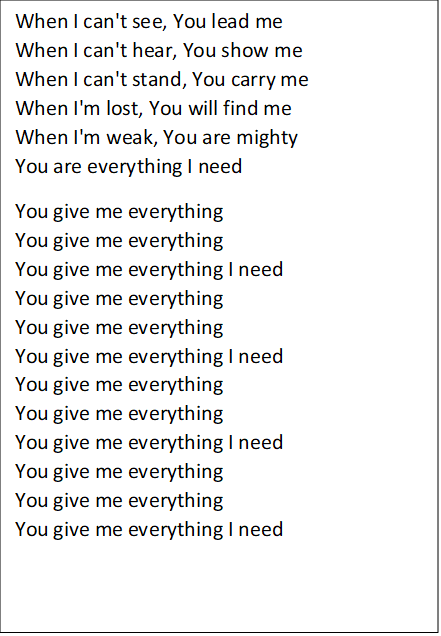 When I can't see, You lead me
When I can't hear, You show me
When I can't stand, You carry me
When I'm lost, You will find me
When I'm weak, You are mighty
You are everything I need
You give me everything
You give me everything
You give me everything I need
You give me everything
You give me everything
You give me everything I need
You give me everything
You give me everything
You give me everything I need
You give me everything
You give me everything
You give me everything I need